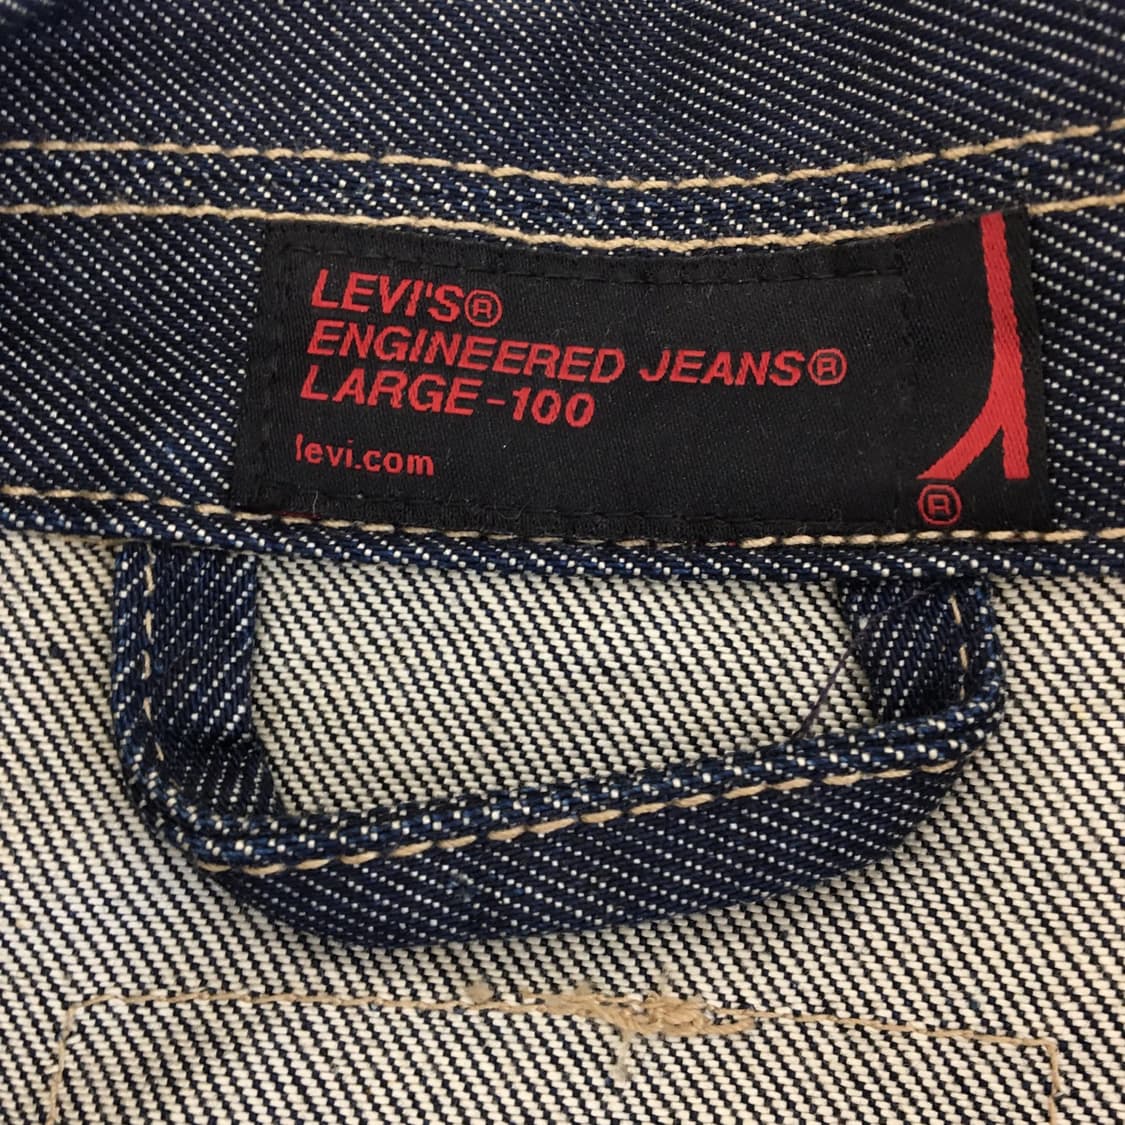 LEVI'S®
ENGINEERED JEANS®
LARGE-100
levi.com
®